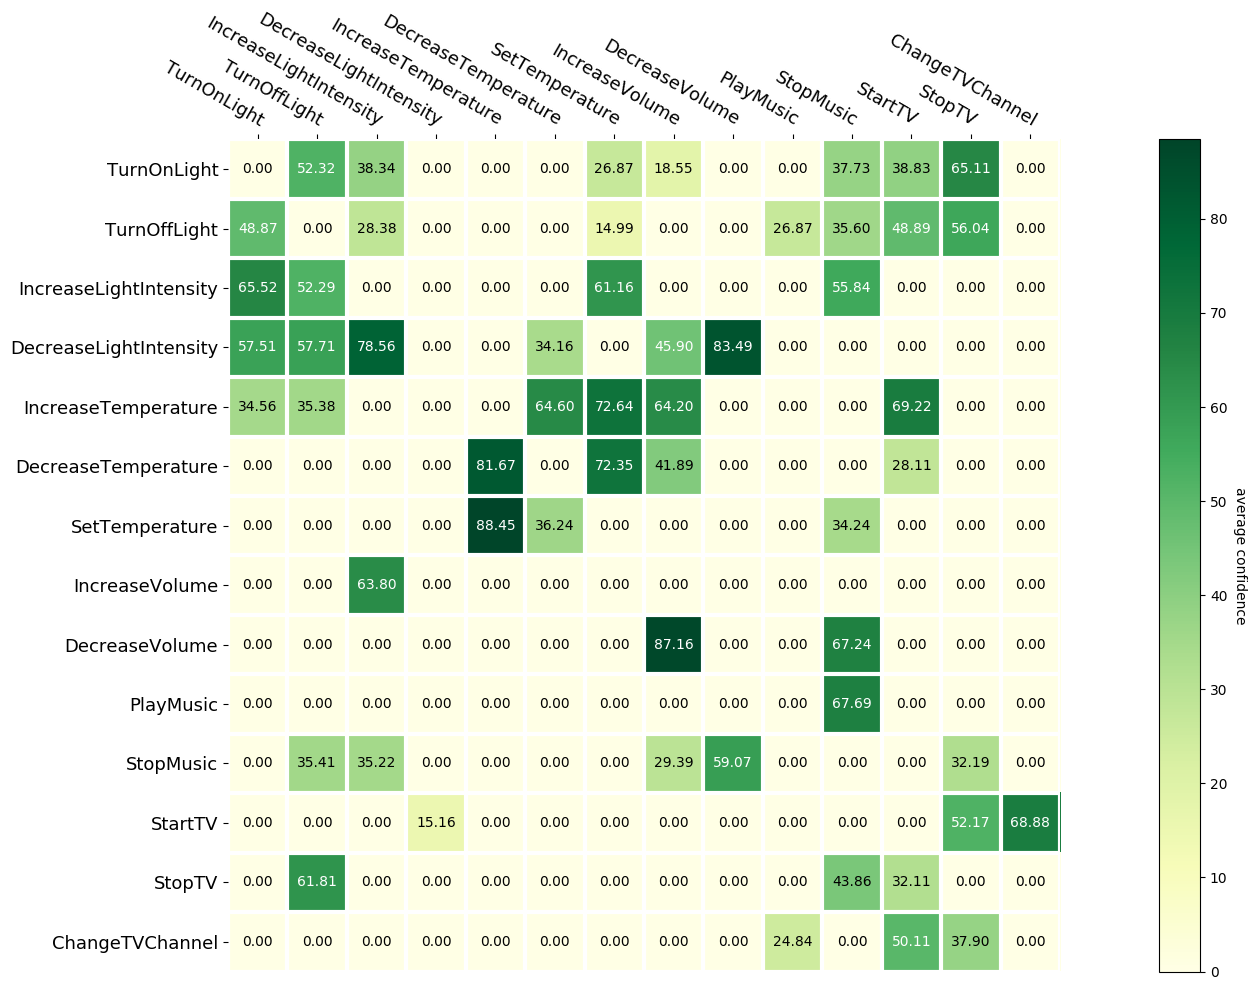 TurnOnLight
TurnOffLight
IncreaseLightIntensity
DecreaseLightIntensity
IncreaseTemperature
DecreaseTemperature
SetTemperature
IncreaseVolume
DecreaseVolume
PlayMusic
StopMusic
StartTV
StopTV
ChangeTVChannel
TurnOnLight 0.00 52.32 38.34 0.00 0.00 0.00 26.87 18.55 0.00 0.00 37.73 38.83 65.11 0.00
TurnOffLight 48.87 0.00 28.38 0.00 0.00 0.00 14.99 0.00 0.00 26.87 35.60 48.89 56.04 0.00
IncreaseLightIntensity 65.52 52.29 0.00 0.00 0.00 0.00 61.16 0.00 0.00 0.00 55.84 0.00 0.00 0.00
DecreaseLightIntensity 57.51 57.71 78.56 0.00 0.00 34.16 0.00 45.90 83.49 0.00 0.00 0.00 0.00 0.00
IncreaseTemperature 34.56 35.38 0.00 0.00 0.00 64.60 72.64 64.20 0.00 0.00 0.00 69.22 0.00 0.00
DecreaseTemperature 0.00 0.00 0.00 0.00 81.67 0.00 72.35 41.89 0.00 0.00 0.00 28.11 0.00 0.00
SetTemperature 0.00 0.00 0.00 0.00 88.45 36.24 0.00 0.00 0.00 0.00 34.24 0.00 0.00 0.00
IncreaseVolume 0.00 0.00 63.80 0.00 0.00 0.00 0.00 0.00 0.00 0.00 0.00 0.00 0.00 0.00
DecreaseVolume 0.00 0.00 0.00 0.00 0.00 0.00 0.00 87.16 0.00 0.00 67.24 0.00 0.00 0.00
PlayMusic 0.00 0.00 0.00 0.00 0.00 0.00 0.00 0.00 0.00 0.00 67.69 0.00 0.00 0.00
StopMusic 0.00 35.41 35.22 0.00 0.00 0.00 0.00 29.39 59.07 0.00 0.00 0.00 32.19 0.00
StartTV 0.00 0.00 0.00 15.16 0.00 0.00 0.00 0.00 0.00 0.00 0.00 0.00 52.17 68.88
StopTV 0.00 61.81 0.00 0.00 0.00 0.00 0.00 0.00 0.00 0.00 43.86 32.11 0.00 0.00
ChangeTVChannel 0.00 0.00 0.00 0.00 0.00 0.00 0.00 0.00 0.00 24.84 0.00 50.11 37.90 0.00
80
70
60
50
40
30
20
10
0
average confidence